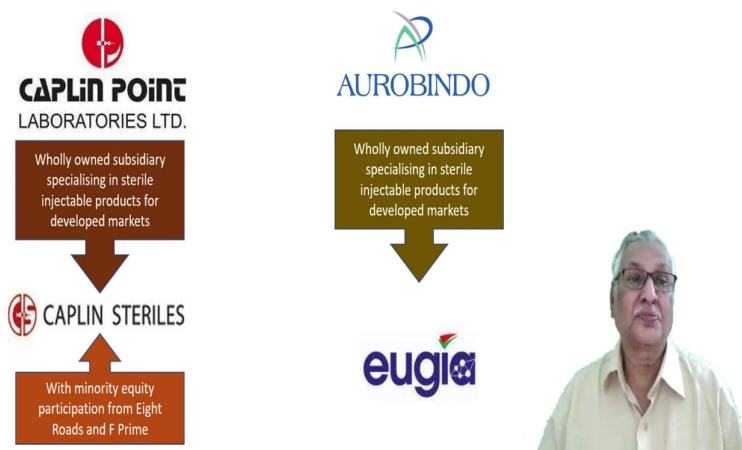 CAPLIN POINT
LABORATORIES LTD.
Wholly owned subsidiary
specialising in sterile
injectable products for
developed markets
CAPLIN STERILES
With minority equity
participation from Eight
Roads and F Prime
AUROBINDO
Wholly owned subsidiary
specialising in sterile
injectable products for
developed markets
eugia